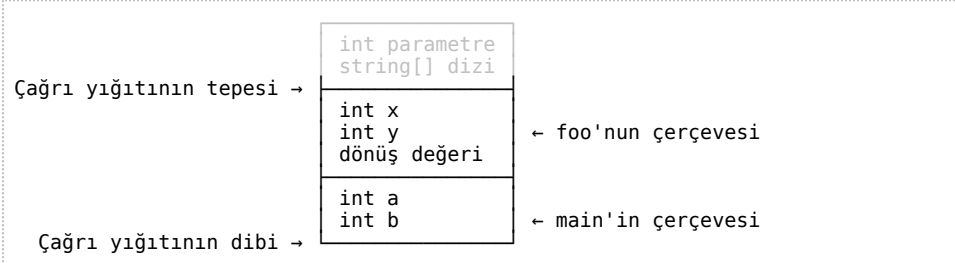 int parametre
string[] dizi
Çağrı yığıtının tepesi →
int x
int y ← foo'nun çerçevesi
dönüş değeri
int a
int b ← main'in çerçevesi
Çağrı yığıtının dibi →